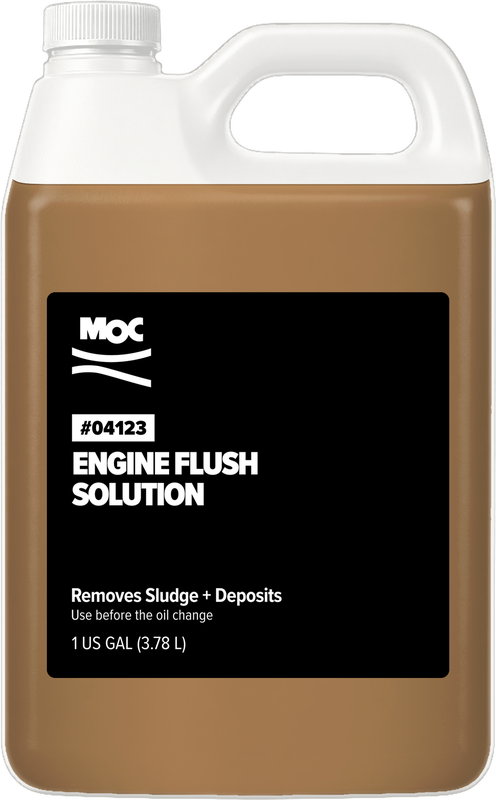 MOC
#04123
ENGINE FLUSH
SOLUTION
Removes Sludge + Deposits
Use before the oil change
1 US GAL (3.78 L)